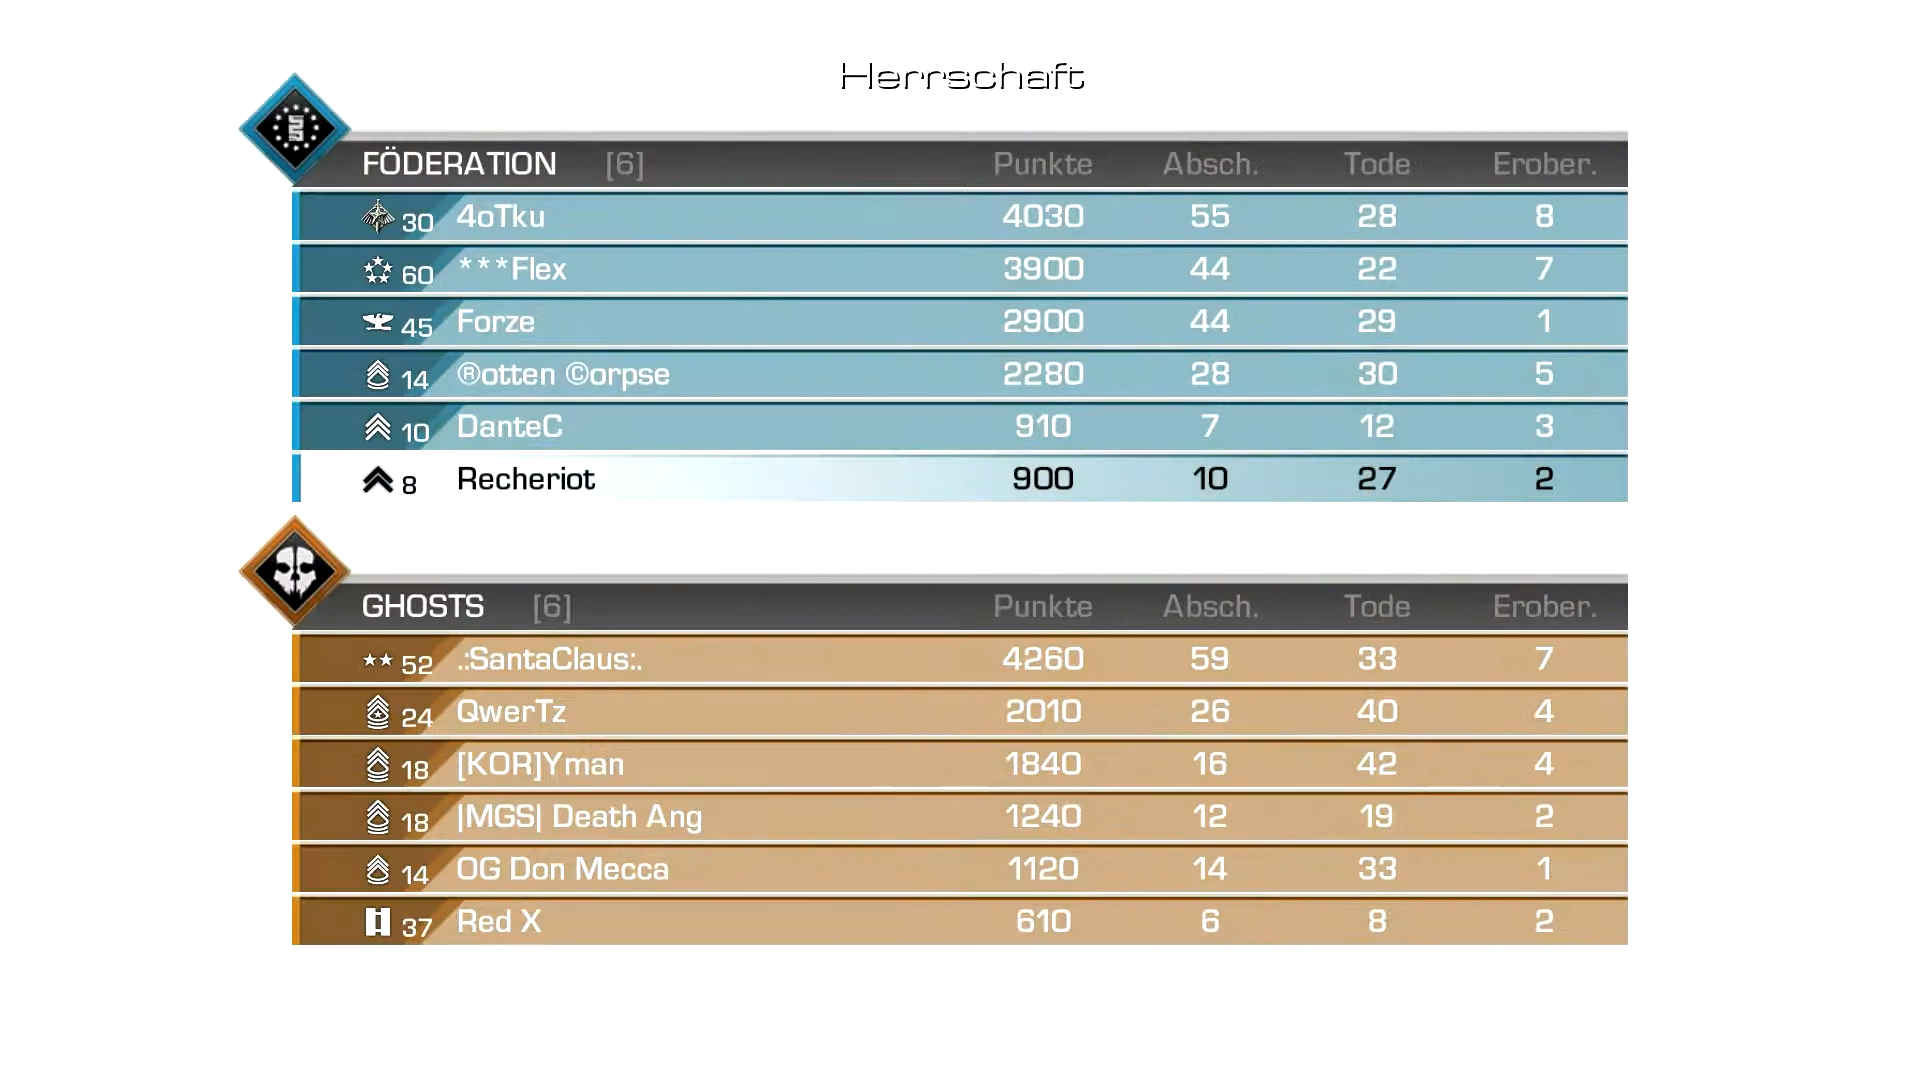 Herrschaft
FÖDERATION [6] Punkte Absch. Tode Erober.
30 4oTku 4030 55 28 8
60 ***Flex 3900 44 22 7
45 Forze 2900 44 29 1
14 ®otten ©orpse 2280 28 30 5
10 DanteC 910 7 12 3
8 Recheriot 900 10 27 2
GHOSTS [6] Punkte Absch. Tode Erober.
52 .:SantaClaus:. 4260 59 33 7
24 QwerTz 2010 26 40 4
18 [KOR]Yman 1840 16 42 4
18 |MGS| Death Ang 1240 12 19 2
14 OG Don Mecca 1120 14 33 1
37 Red X 610 6 8 2